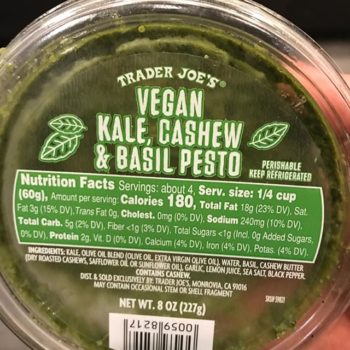 TRADER JOE'S®
VEGAN
KALE, CASHEW
& BASIL PESTO
PERISHABLE
KEEP REFRIGERATED
Nutrition Facts Servings: about 4, Serv. size: 1/4 cup
(60g), Amount per serving: Calories 180, Total Fat 18g (23% DV), Sat.
Fat 3g (15% DV), Trans Fat 0g, Cholest. 0mg (0% DV), Sodium 240mg (10% DV),
Total Carb. 5g (2% DV), Fiber <1g (3% DV), Total Sugars <1g (Incl. 0g Added Sugars,
0% DV), Protein 2g, Vit. D (0% DV), Calcium (4% DV), Iron (4% DV), Potas. (4% DV).
INGREDIENTS: KALE, OLIVE OIL BLEND (OLIVE OIL, EXTRA VIRGIN OLIVE OIL), WATER, BASIL, CASHEW BUTTER
(DRY ROASTED CASHEWS, SAFFLOWER OIL OR SUNFLOWER OIL), GARLIC, LEMON JUICE, SEA SALT, BLACK PEPPER.
CONTAINS CASHEW.
DIST. & SOLD EXCLUSIVELY BY: TRADER JOE'S, MONROVIA, CA 91016
MAY CONTAIN OCCASIONAL STEM OR SHELL FRAGMENT
NET WT. 8 OZ (227g)
0059 8217